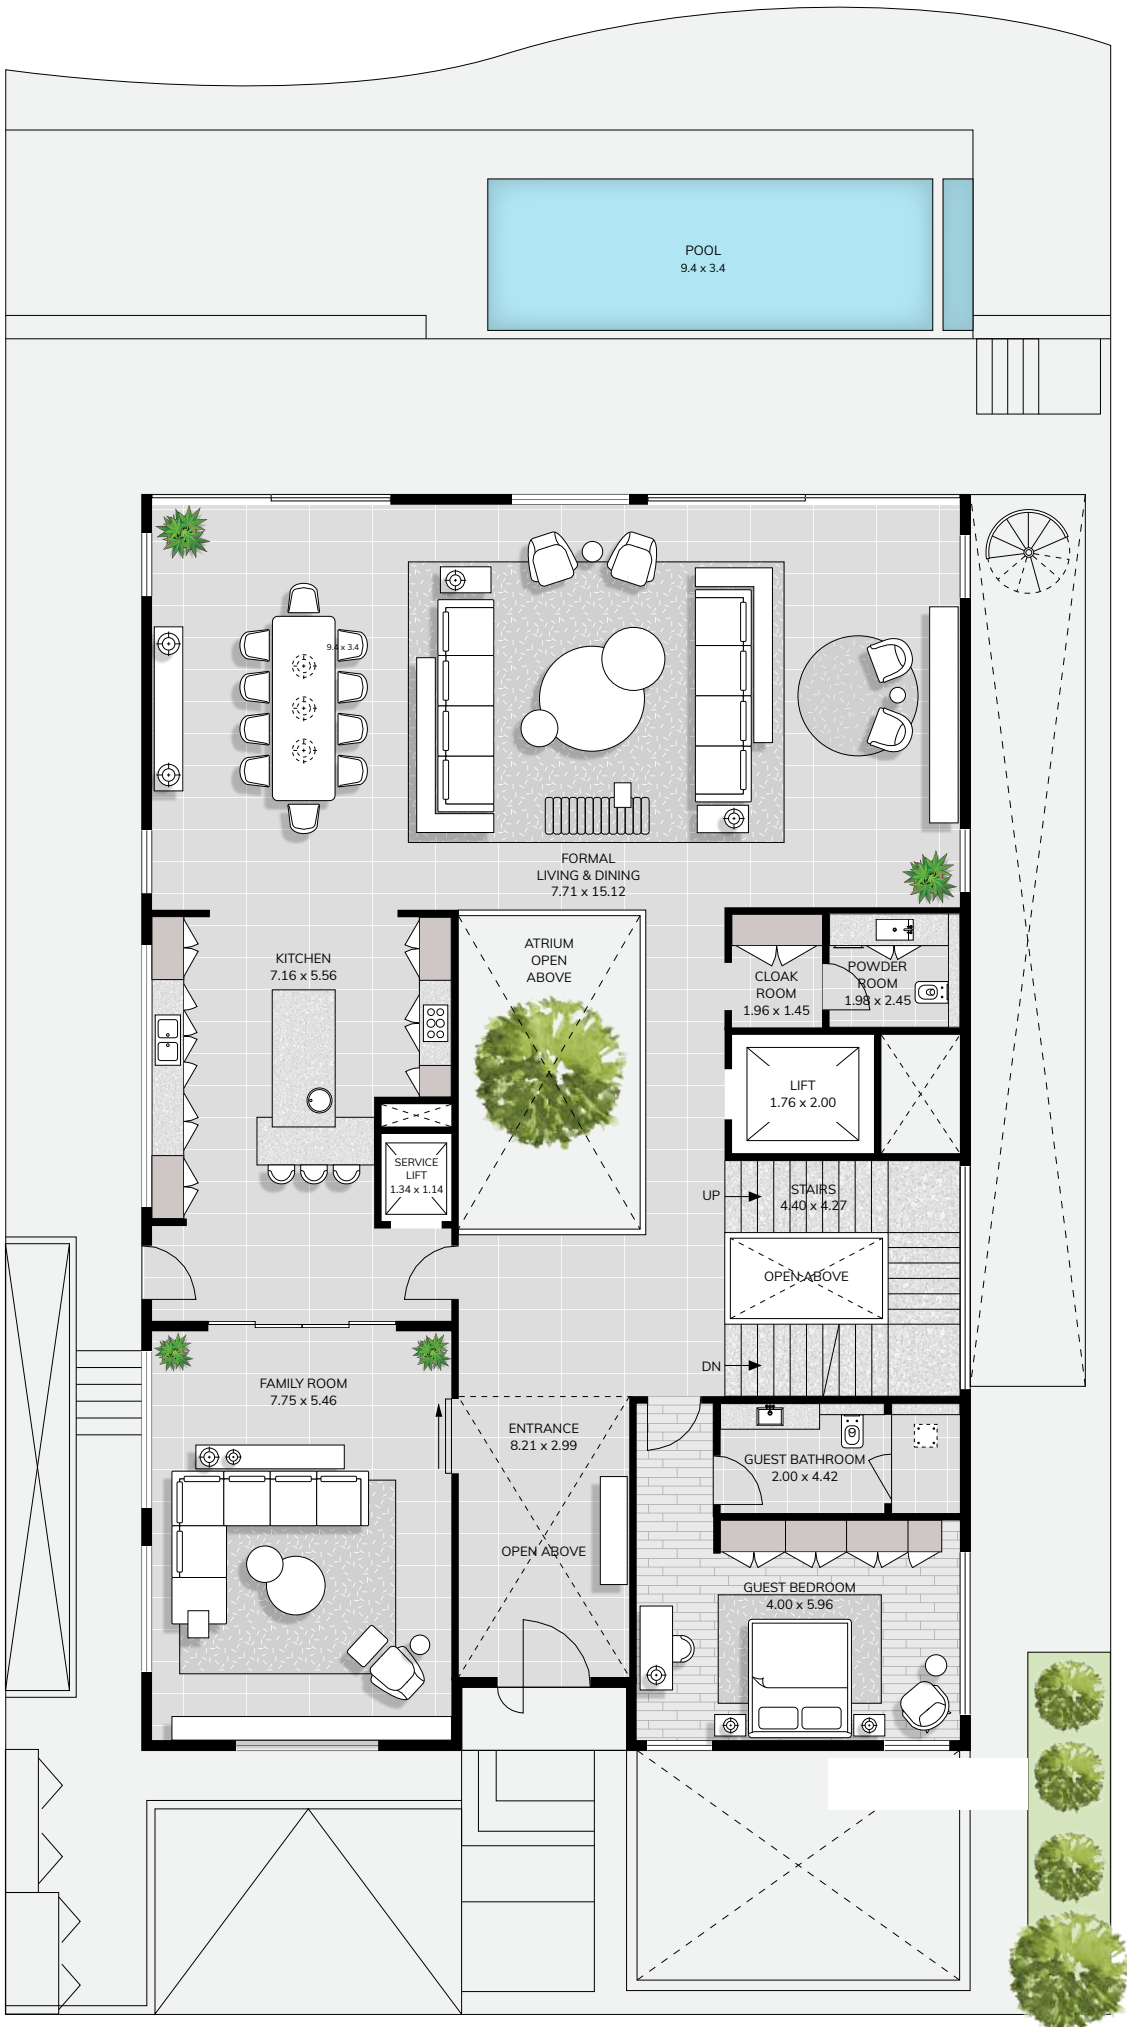 POOL
9.4 x 3.4
9.4 x 3.4
FORMAL
LIVING & DINING
7.71 x 15.12
KITCHEN
7.16 x 5.56
ATRIUM
OPEN
ABOVE
CLOAK
ROOM
1.96 x 1.45
POWDER
ROOM
1.98 x 2.45
LIFT
1.76 x 2.00
SERVICE
LIFT
1.34 x 1.14
UP
STAIRS
4.40 x 4.27
OPEN ABOVE
DN
FAMILY ROOM
7.75 x 5.46
ENTRANCE
8.21 x 2.99
OPEN ABOVE
GUEST BATHROOM
2.00 x 4.42
GUEST BEDROOM
4.00 x 5.96